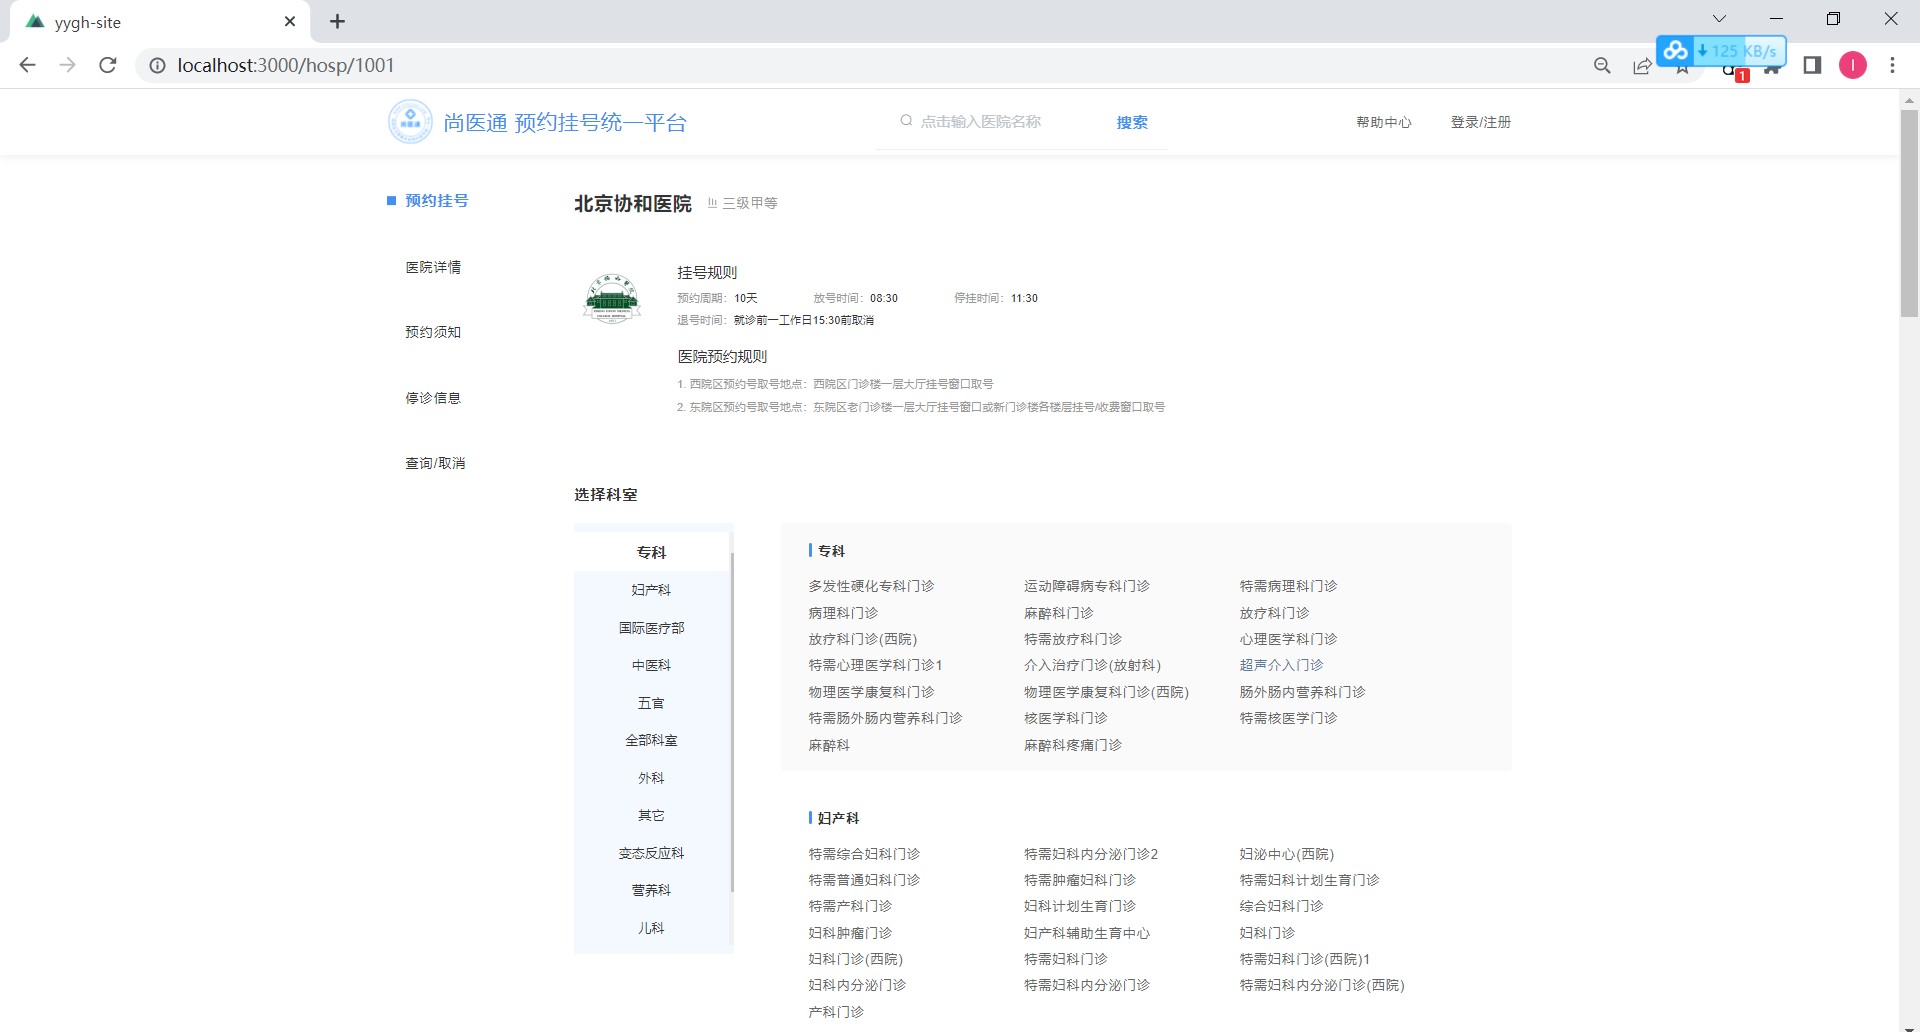 yygh-site
localhost:3000/hosp/1001
125 KB/s
1
I
尚医通 预约挂号统一平台
点击输入医院名称
搜索
帮助中心
登录/注册
预约挂号
医院详情
预约须知
停诊信息
查询/取消
北京协和医院
三级甲等
挂号规则
预约周期：10天 放号时间：08:30 停挂时间：11:30
退号时间：就诊前一工作日15:30前取消
医院预约规则
1. 西院区预约号取号地点：西院区门诊楼一层大厅挂号窗口取号
2. 东院区预约号取号地点：东院区老门诊楼一层大厅挂号窗口或新门诊楼各楼层挂号/收费窗口取号
选择科室
专科
妇产科
国际医疗部
中医科
五官
全部科室
外科
其它
变态反应科
营养科
儿科
专科
多发性硬化专科门诊 运动障碍病专科门诊 特需病理科门诊
病理科门诊 麻醉科门诊 放疗科门诊
放疗科门诊(西院) 特需放疗科门诊 心理医学科门诊
特需心理医学科门诊1 介入治疗门诊(放射科) 超声介入门诊
物理医学康复科门诊 物理医学康复科门诊(西院) 肠外肠内营养科门诊
特需肠外肠内营养科门诊 核医学科门诊 特需核医学门诊
麻醉科 麻醉科疼痛门诊
妇产科
特需综合妇科门诊 特需妇科内分泌门诊2 妇泌中心(西院)
特需普通妇科门诊 特需肿瘤妇科门诊 特需妇科计划生育门诊
特需产科门诊 妇科计划生育门诊 综合妇科门诊
妇科肿瘤门诊 妇产科辅助生育中心 妇科门诊
妇科门诊(西院) 特需妇科门诊 特需妇科门诊(西院)1
妇科内分泌门诊 特需妇科内分泌门诊 特需妇科内分泌门诊(西院)
产科门诊